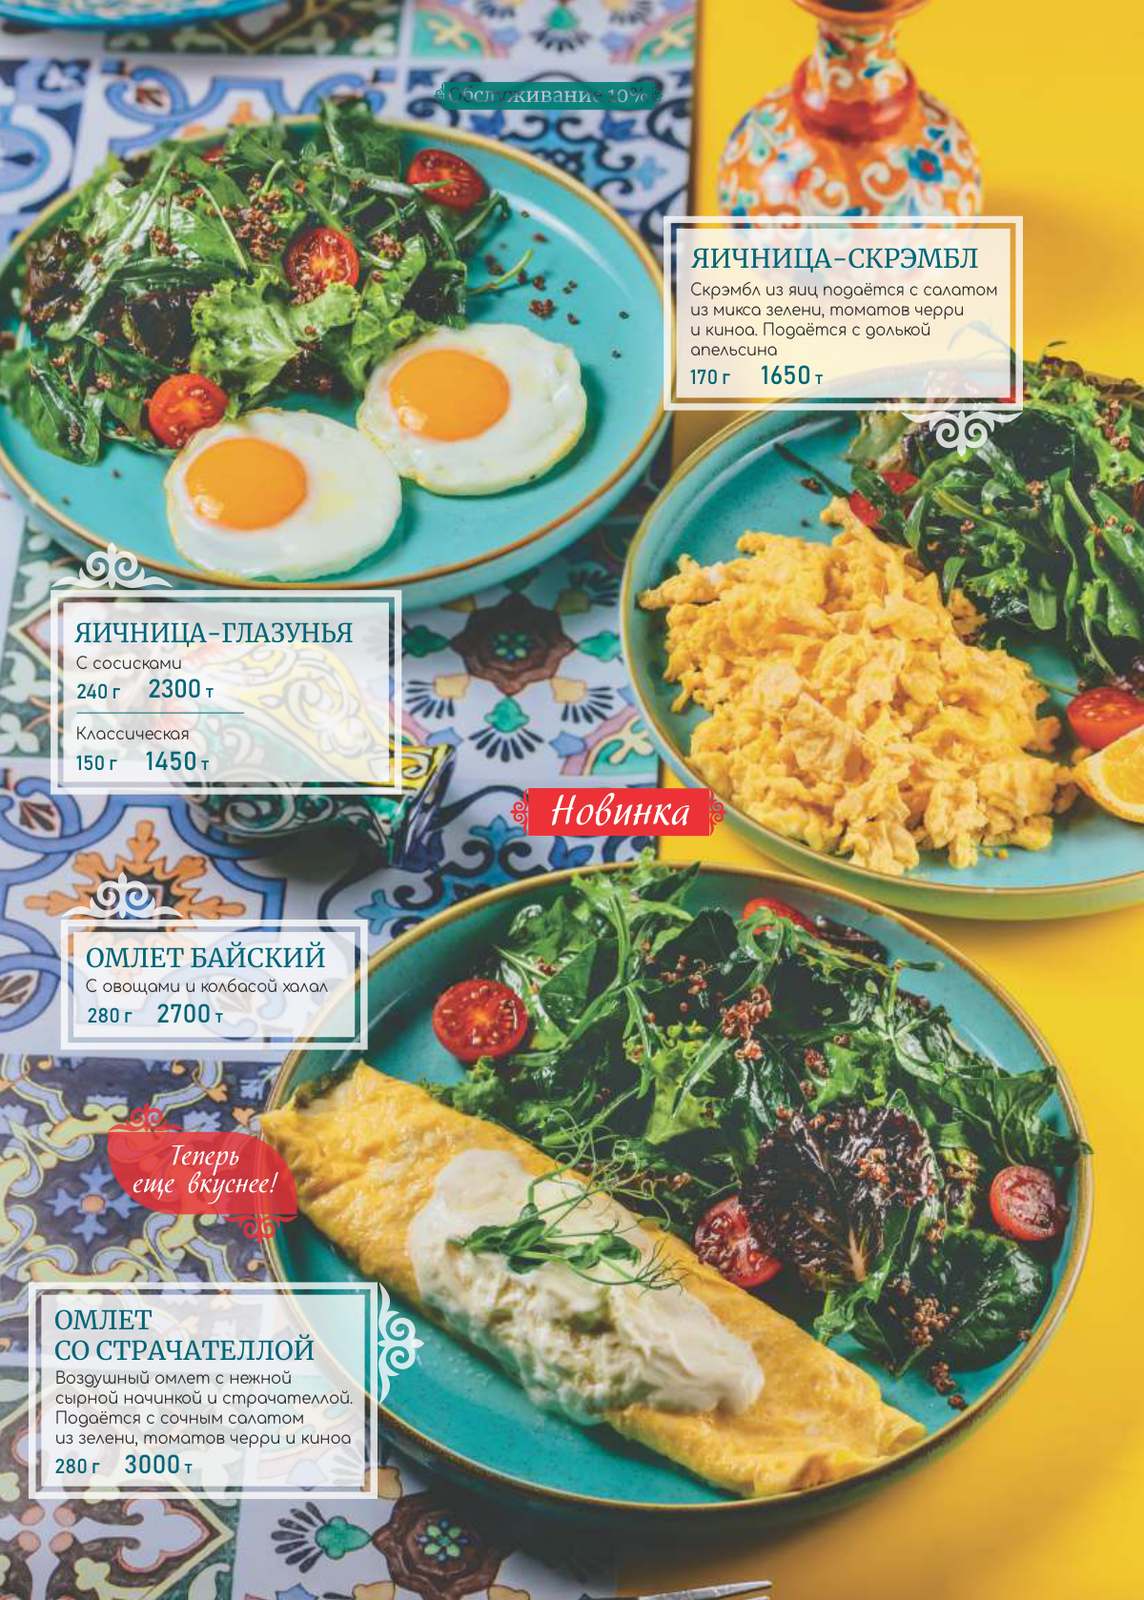 Обслуживание 10%
ЯИЧНИЦА-СКРЭМБЛ
Скрэмбл из яиц подаётся с салатом
из микса зелени, томатов черри
и киноа. Подаётся с долькой
апельсина
170 г 1650 т
ЯИЧНИЦА-ГЛАЗУНЬЯ
С сосисками
240 г 2300 т
Классическая
150 г 1450 т
Новинка
ОМЛЕТ БАЙСКИЙ
С овощами и колбасой халал
280 г 2700 т
Теперь
еще вкуснее!
ОМЛЕТ
СО СТРАЧАТЕЛЛОЙ
Воздушный омлет с нежной
сырной начинкой и страчателлой.
Подаётся с сочным салатом
из зелени, томатов черри и киноа
280 г 3000 т